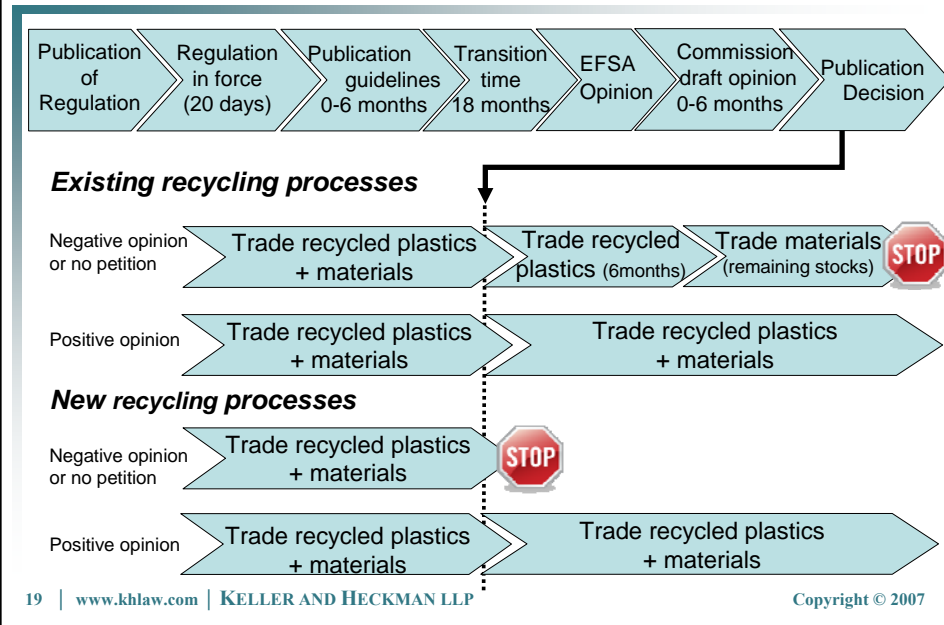 Publication
of
Regulation
Regulation
in force
(20 days)
Publication
guidelines
0-6 months
Transition
time
18 months
EFSA
Opinion
Commission
draft opinion
0-6 months
Publication
Decision
Existing recycling processes
Negative opinion
or no petition
Trade recycled plastics
+ materials
Trade recycled
plastics (6months)
Trade materials
(remaining stocks)
STOP
Positive opinion
Trade recycled plastics
+ materials
Trade recycled plastics
+ materials
New recycling processes
Negative opinion
or no petition
Trade recycled plastics
+ materials
STOP
Positive opinion
Trade recycled plastics
+ materials
Trade recycled plastics
+ materials
19 | www.khlaw.com | KELLER AND HECKMAN LLP
Copyright © 2007